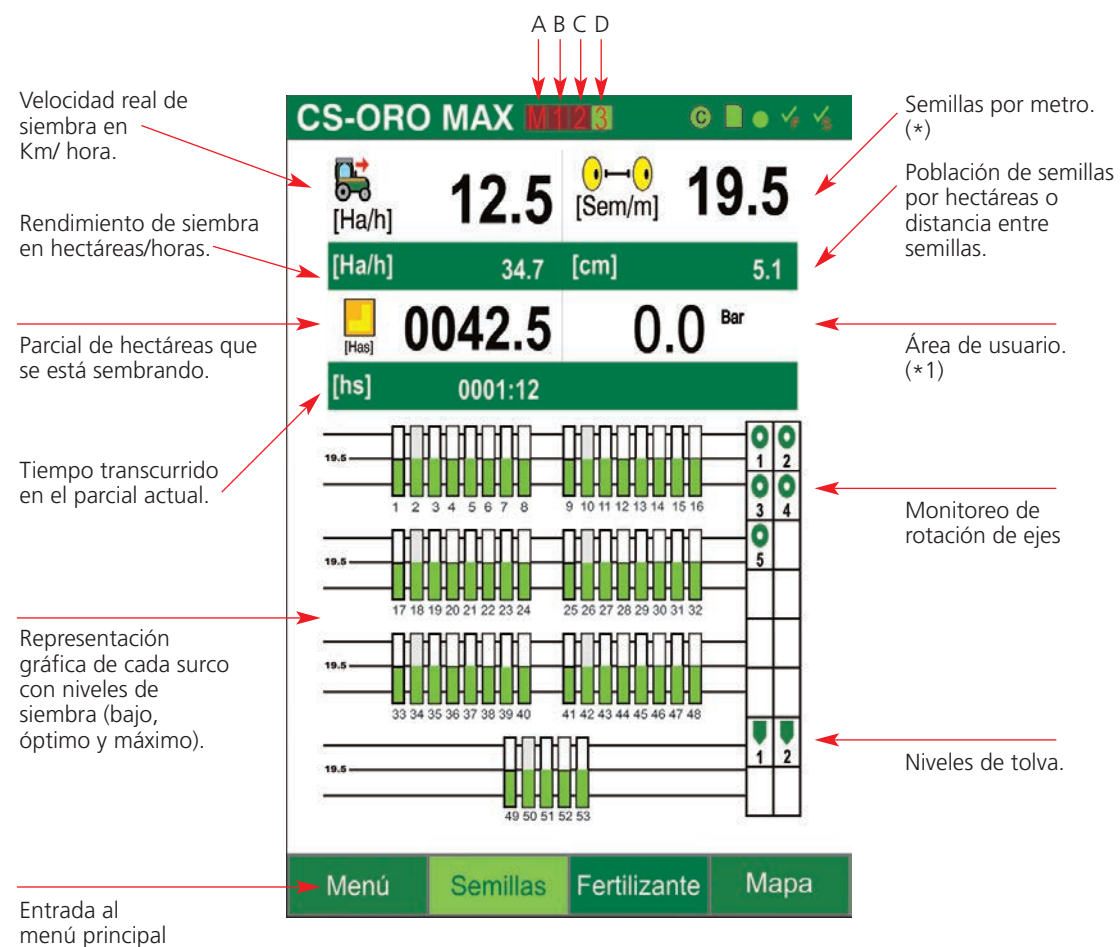 A B C D
Velocidad real de
siembra en
Km/ hora.
Rendimiento de siembra
en hectáreas/horas.
Parcial de hectáreas que
se está sembrando.
Tiempo transcurrido
en el parcial actual.
Representación
gráfica de cada surco
con niveles de
siembra (bajo,
óptimo y máximo).
Entrada al
menú principal
CS-ORO MAX M 1 2 3 C F S
[Ha/h] 12.5 [Sem/m] 19.5
[Ha/h] 34.7 [cm] 5.1
[Has] 0042.5 0.0 Bar
[hs] 0001:12
19.5
1 2 3 4 5 6 7 8 9 10 11 12 13 14 15 16
19.5
17 18 19 20 21 22 23 24 25 26 27 28 29 30 31 32
19.5
33 34 35 36 37 38 39 40 41 42 43 44 45 46 47 48
19.5
49 50 51 52 53
1 2
3 4
5
1 2
Menú Semillas Fertilizante Mapa
Semillas por metro.
(*)
Población de semillas
por hectáreas o
distancia entre
semillas.
Área de usuario.
(*1)
Monitoreo de
rotación de ejes
Niveles de tolva.